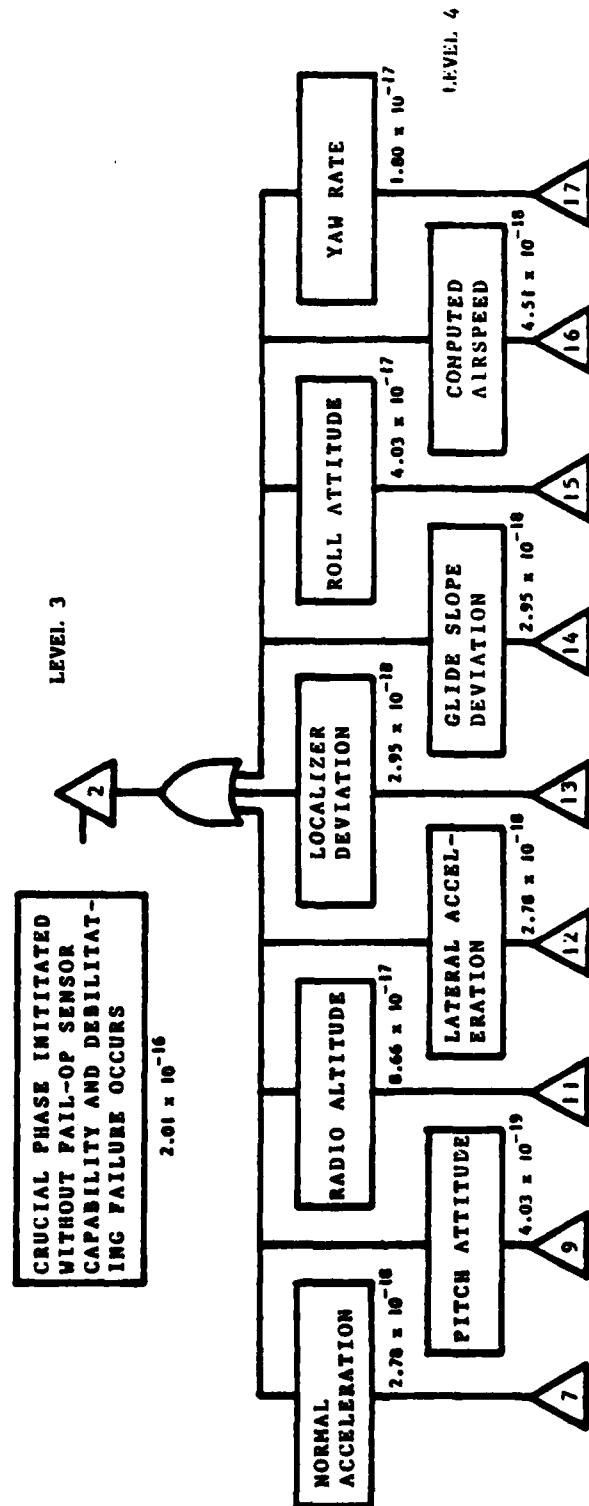 LEVEL 3
2
CRUCIAL PHASE INITITATED
WITHOUT FAIL-OP SENSOR
CAPABILITY AND DEBILITAT-
ING FAILURE OCCURS
2.01 x 10⁻¹⁶
NORMAL
ACCELERATION
2.78 x 10⁻¹⁸
7
PITCH ATTITUDE
4.03 x 10⁻¹⁹
9
RADIO ALTITUDE
8.66 x 10⁻¹⁷
11
LATERAL ACCEL-
ERATION
2.78 x 10⁻¹⁸
12
LOCALIZER
DEVIATION
2.95 x 10⁻¹⁸
13
GLIDE SLOPE
DEVIATION
2.95 x 10⁻¹⁸
14
ROLL ATTITUDE
4.03 x 10⁻¹⁷
15
COMPUTED
AIRSPEED
4.51 x 10⁻¹⁸
16
YAW RATE
1.80 x 10⁻¹⁷
17
LEVEL 4